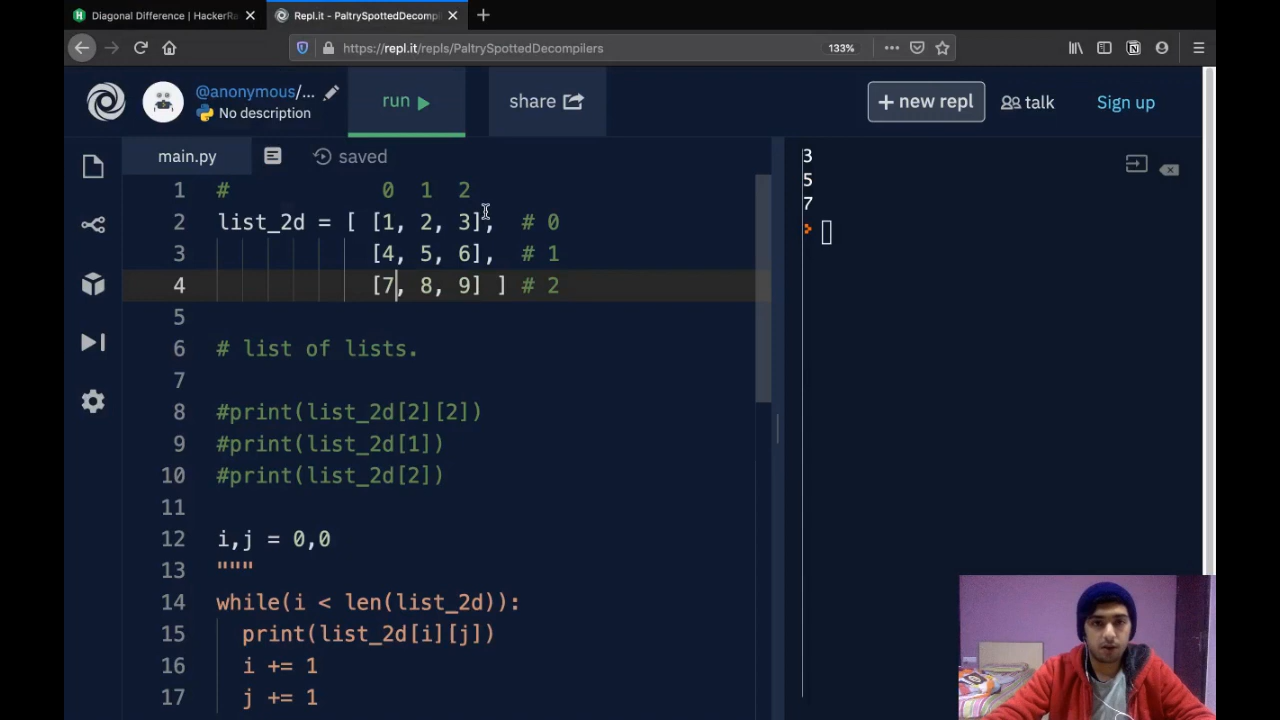 Diagonal Difference | HackerRa
Repl.it - PaltrySpottedDecompil
https://repl.it/repls/PaltrySpottedDecompilers
133%
@anonymous/...
No description
run
share
+ new repl
talk
Sign up
main.py
saved
1 # 0 1 2
2 list_2d = [ [1, 2, 3], # 0
3 [4, 5, 6], # 1
4 [7, 8, 9] ] # 2
5
6 # list of lists.
7
8 #print(list_2d[2][2])
9 #print(list_2d[1])
10 #print(list_2d[2])
11
12 i,j = 0,0
13 """
14 while(i < len(list_2d)):
15 print(list_2d[i][j])
16 i += 1
17 j += 1
3
5
7